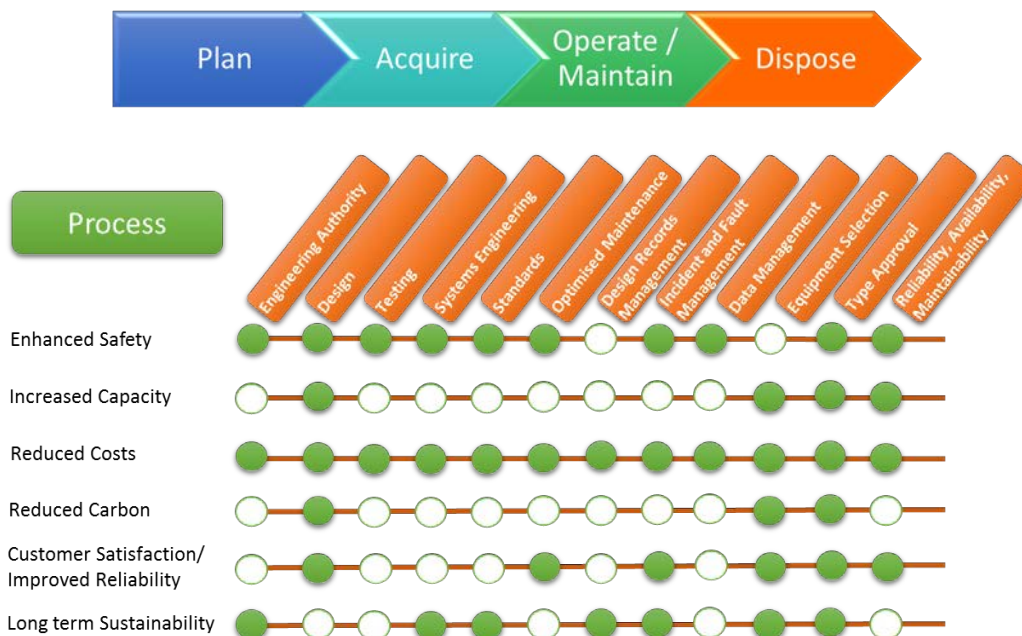 Plan
Acquire
Operate /
Maintain
Dispose
Process
Engineering Authority
Design
Testing
Systems Engineering
Standards
Optimised Maintenance
Design Records
Management
Incident and Fault
Management
Data Management
Equipment Selection
Type Approval
Reliability, Availability,
Maintainability
Enhanced Safety
Increased Capacity
Reduced Costs
Reduced Carbon
Customer Satisfaction/
Improved Reliability
Long term Sustainability